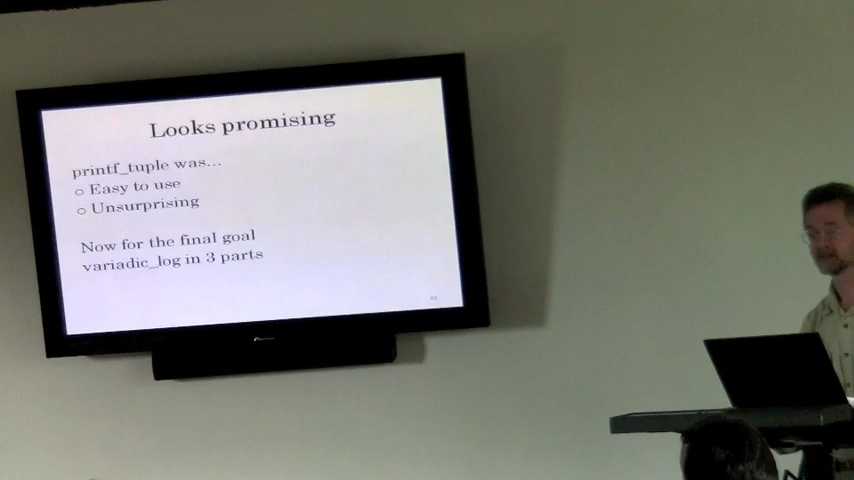 Looks promising
printf_tuple was...
○ Easy to use
○ Unsurprising
Now for the final goal
variadic_log in 3 parts